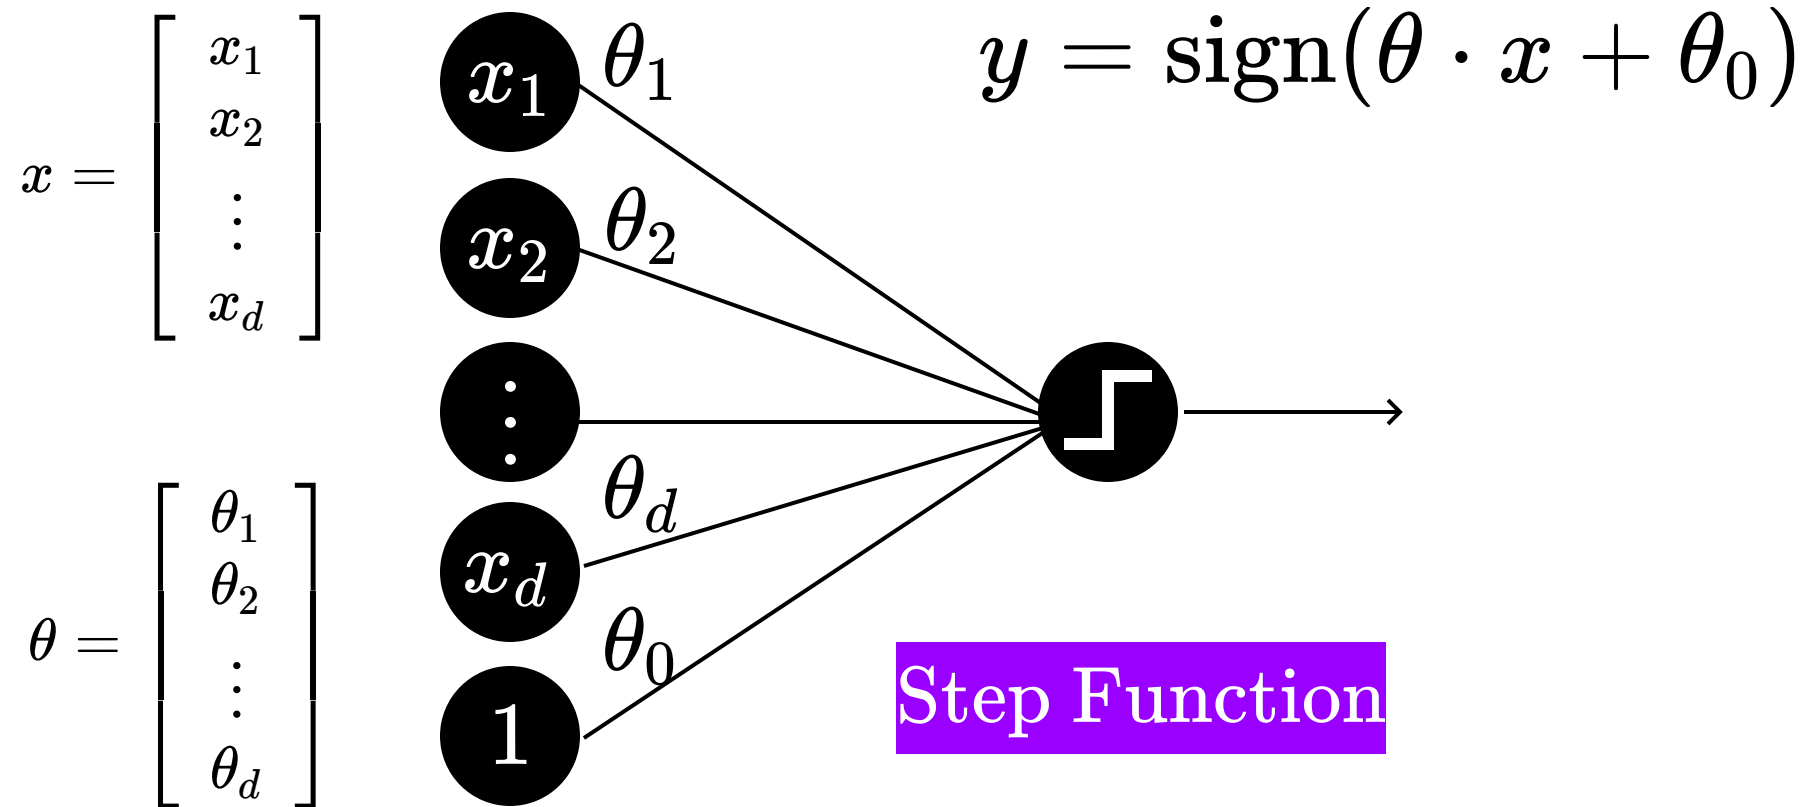 x = [ x₁
x₂
⋮
x_d ]
θ = [ θ₁
θ₂
⋮
θ_d ]
x₁ θ₁
x₂ θ₂
⋮
x_d θ_d
1 θ₀
y = sign(θ · x + θ₀)
Step Function